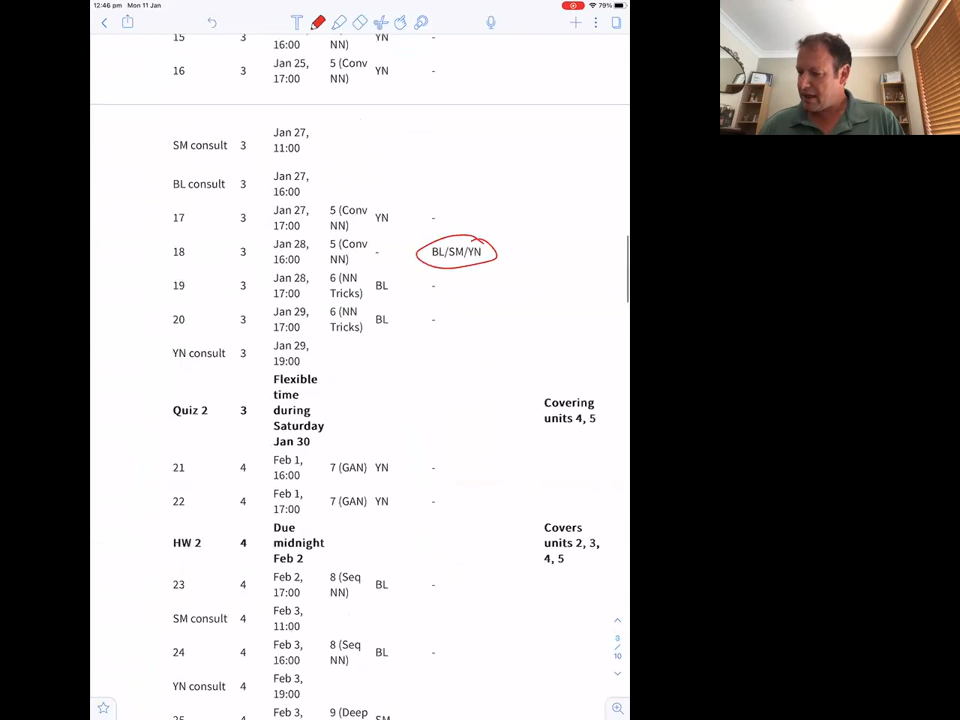 12:46 pm Mon 11 Jan
79%
15 3 16:00 NN) YN -
16 3 Jan 25, 17:00 5 (Conv NN) YN -
SM consult 3 Jan 27, 11:00
BL consult 3 Jan 27, 16:00
17 3 Jan 27, 17:00 5 (Conv NN) YN -
18 3 Jan 28, 16:00 5 (Conv NN) - BL/SM/YN
19 3 Jan 28, 17:00 6 (NN Tricks) BL -
20 3 Jan 29, 17:00 6 (NN Tricks) BL -
YN consult 3 Jan 29, 19:00
Quiz 2 3 Flexible time during Saturday Jan 30 Covering units 4, 5
21 4 Feb 1, 16:00 7 (GAN) YN -
22 4 Feb 1, 17:00 7 (GAN) YN -
HW 2 4 Due midnight Feb 2 Covers units 2, 3, 4, 5
23 4 Feb 2, 17:00 8 (Seq NN) BL -
SM consult 4 Feb 3, 11:00
24 4 Feb 3, 16:00 8 (Seq NN) BL -
YN consult 4 Feb 3, 19:00
25 4 Feb 3, 9 (Deep SM
3
/
10